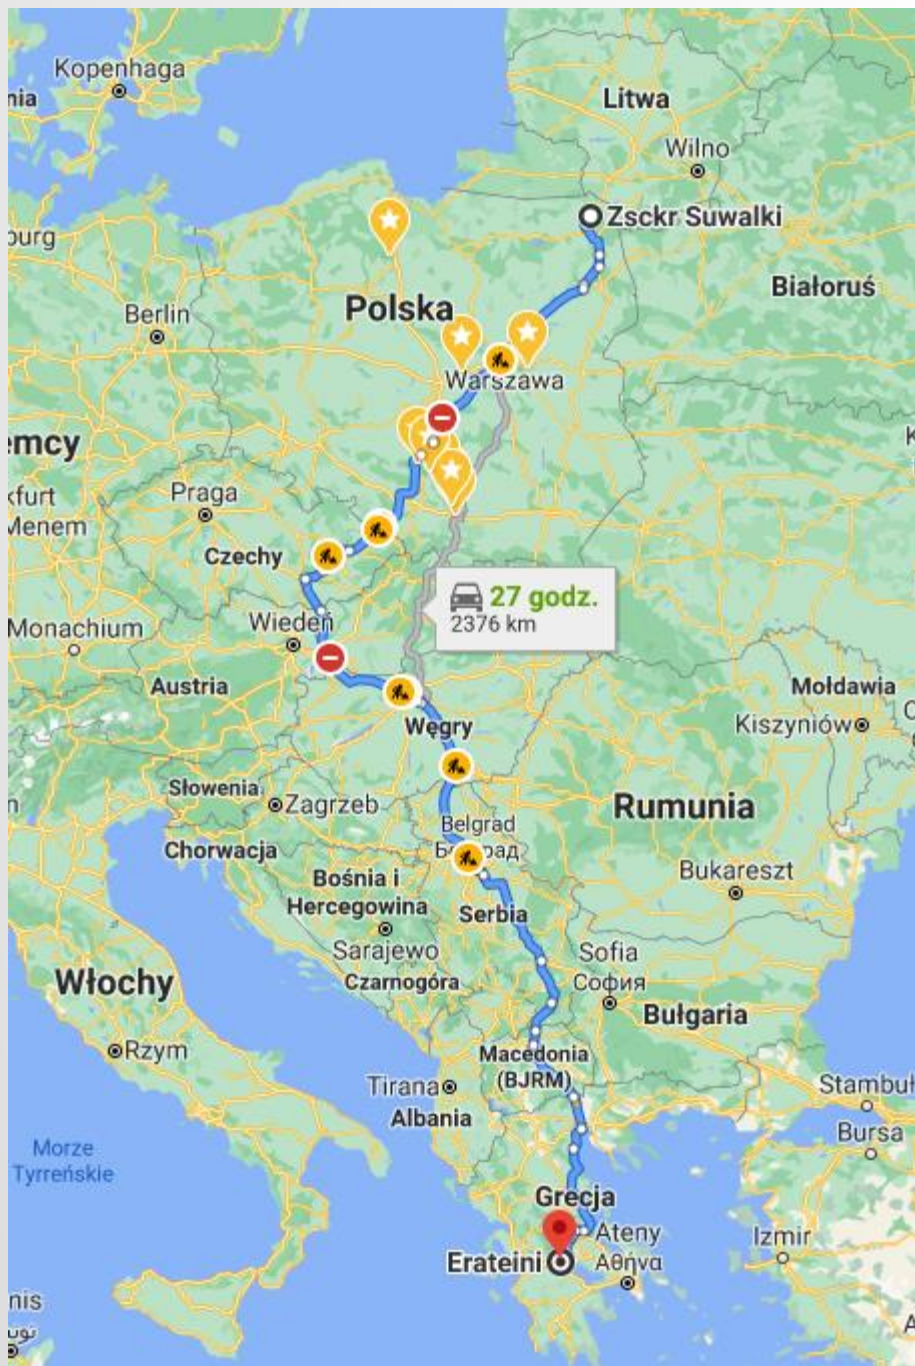 Kopenhaga
nia
Litwa
Wilno
Zsckr Suwalki
burg
Białoruś
Polska
Berlin
Warszawa
emcy
K
kfurt
Menem
Praga
Czechy
27 godz.
2376 km
Wiedeń
Monachium
Austria
Mołdawia
Węgry
Kiszyniów
Słowenia
Zagrzeb
Rumunia
Belgrad
Chorwacja
Bukareszt
Bośnia i
Hercegowina
Serbia
Sarajewo
Sofia
София
Czarnogóra
Włochy
Bułgaria
Rzym
Macedonia
(BJRM)
Tirana
Stambuł
Albania
Bursa
Morze
Tyrreńskie
Grecja
Ateny
Αθήνα
Izmir
Erateini
nis